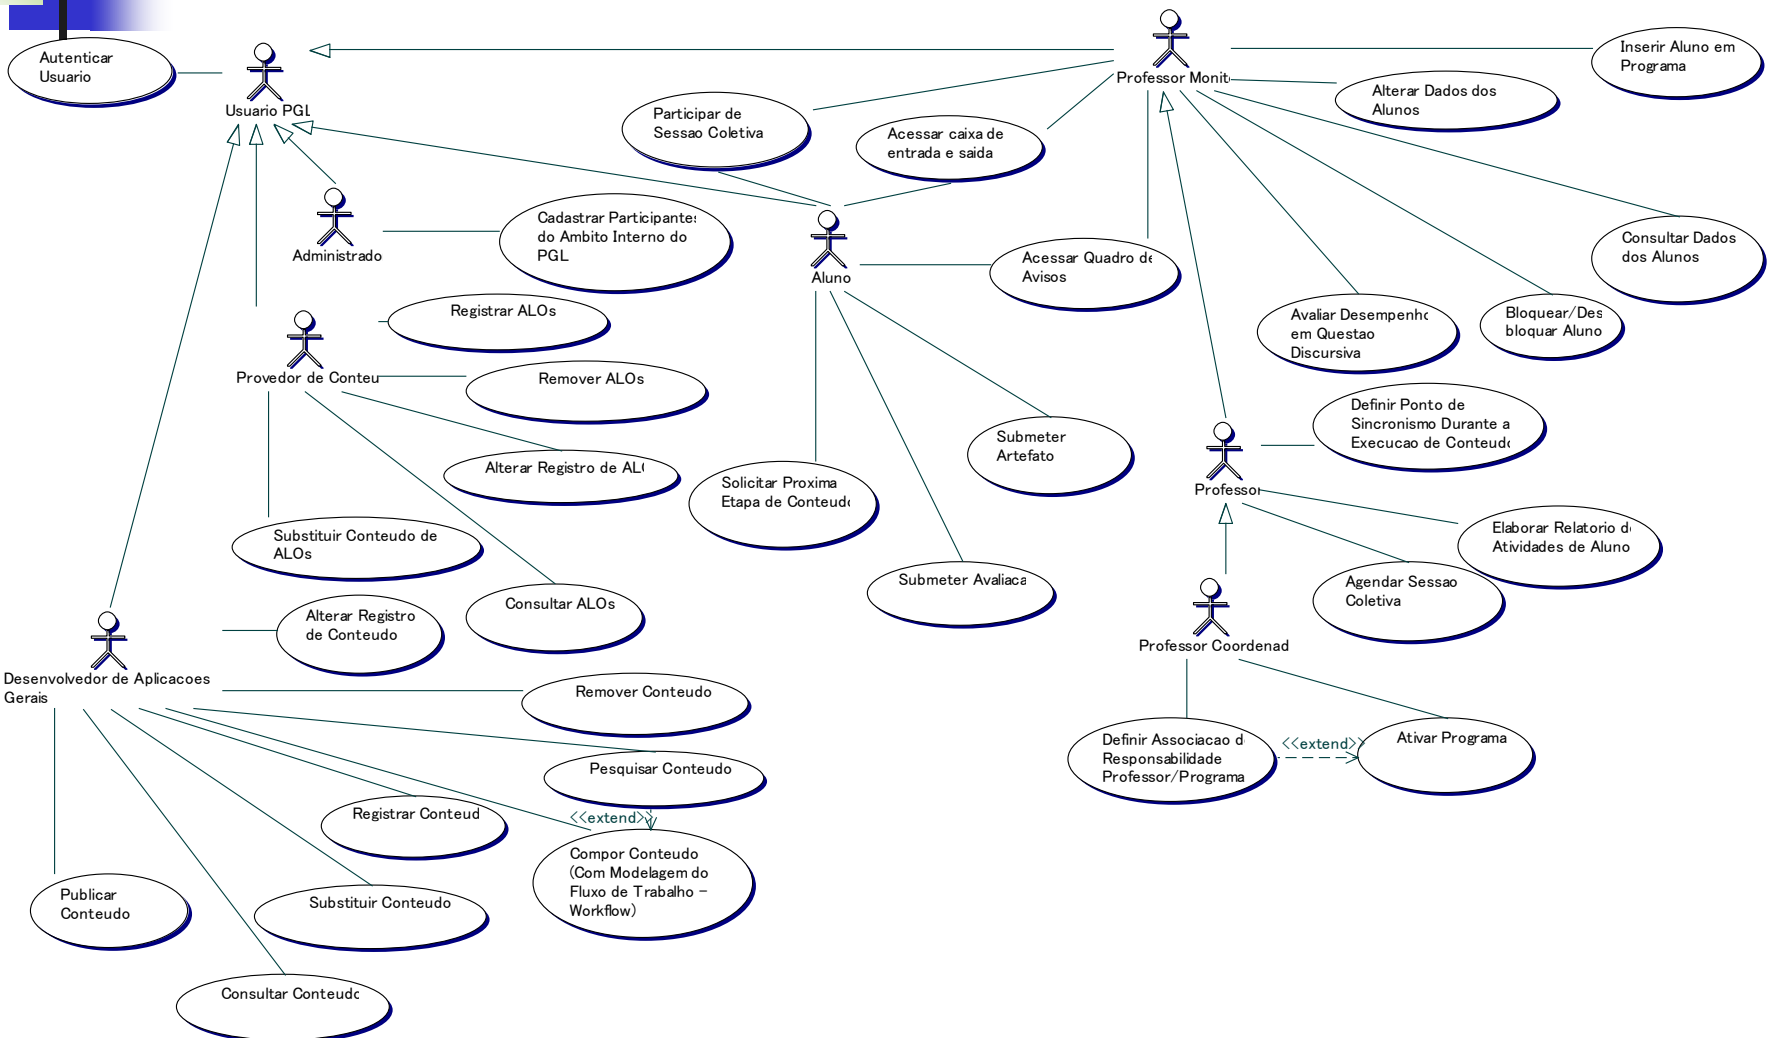 Autenticar
Usuario
Usuario PGL
Professor Monit
Inserir Aluno em
Programa
Alterar Dados dos
Alunos
Participar de
Sessao Coletiva
Acessar caixa de
entrada e saida
Administrado
Cadastrar Participantes
do Ambito Interno do
PGL
Aluno
Acessar Quadro de
Avisos
Consultar Dados
dos Alunos
Registrar ALOs
Avaliar Desempenho
em Questao
Discursiva
Bloquear/Des
bloquar Aluno
Provedor de Conteu
Remover ALOs
Definir Ponto de
Sincronismo Durante a
Execucao de Conteudo
Alterar Registro de ALO
Submeter
Artefato
Solicitar Proxima
Etapa de Conteudo
Professor
Substituir Conteudo de
ALOs
Elaborar Relatorio de
Atividades de Aluno
Submeter Avaliaca
Agendar Sessao
Coletiva
Consultar ALOs
Alterar Registro
de Conteudo
Professor Coordenad
Desenvolvedor de Aplicacoes
Gerais
Remover Conteudo
Definir Associacao d
Responsabilidade
Professor/Programa
<<extend>>
Ativar Programa
Pesquisar Conteudo
Registrar Conteud
<<extend>>
Compor Conteudo
(Com Modelagem do
Fluxo de Trabalho -
Workflow)
Publicar
Conteudo
Substituir Conteudo
Consultar Conteudo